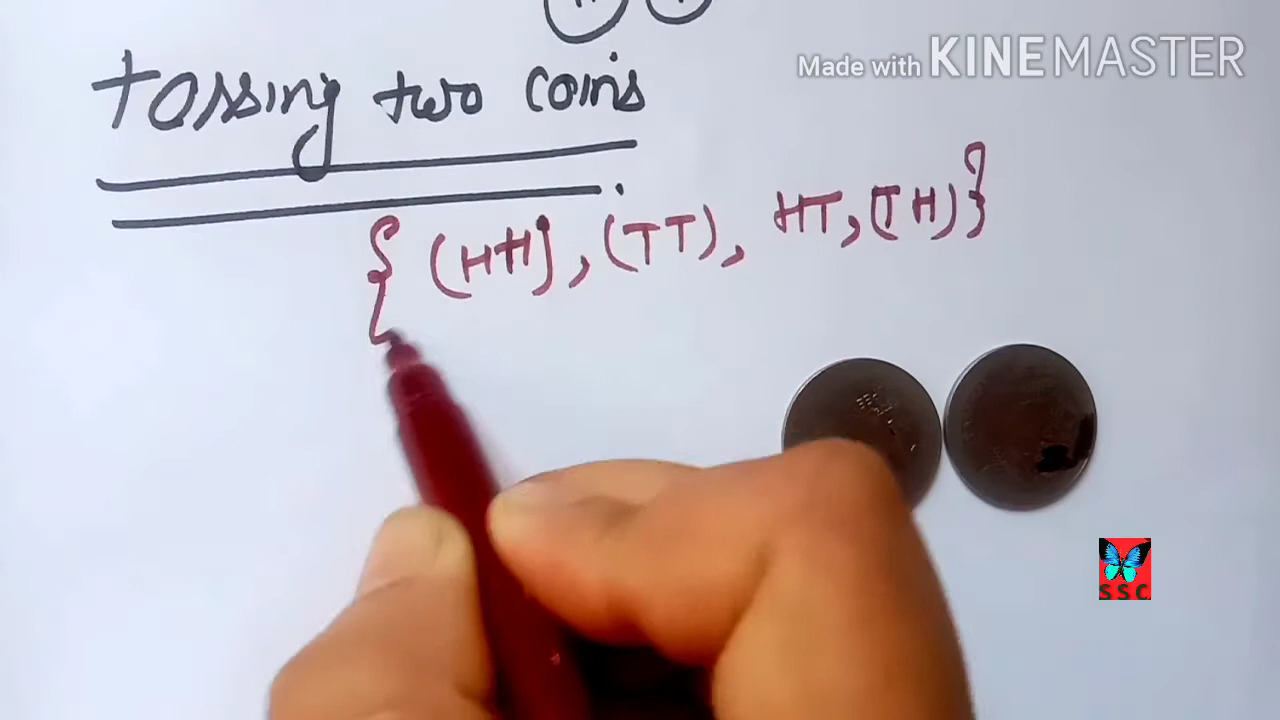 Made with KINEMASTER
tossing two coins
{ (HH), (TT), HT, (TH) }
SSC